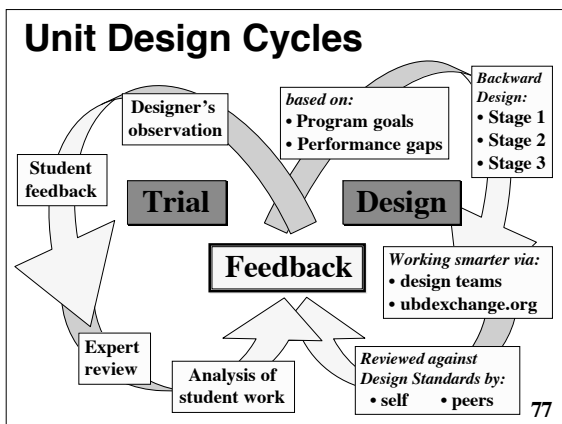 Unit Design Cycles
Designer's
observation
Student
feedback
Trial
Expert
review
Analysis of
student work
Feedback
based on:
• Program goals
• Performance gaps
Backward
Design:
• Stage 1
• Stage 2
• Stage 3
Design
Working smarter via:
• design teams
• ubdexchange.org
Reviewed against
Design Standards by:
• self • peers
77